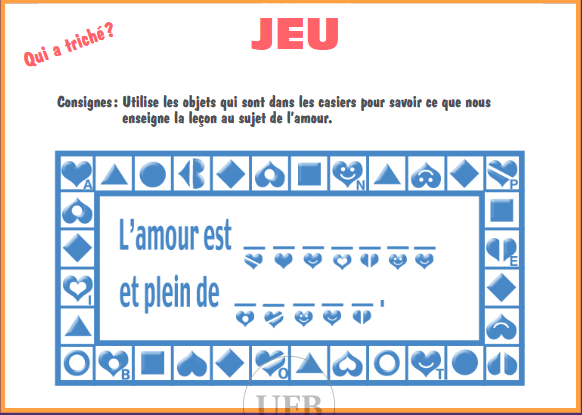 Qui a triché?
JEU
Consignes: Utilise les objets qui sont dans les casiers pour savoir ce que nous
enseigne la leçon au sujet de l'amour.
A
N
P
E
I
B
O
T
L'amour est _ _ _ _ _ _ _
et plein de _ _ _ _ _ .
UEB